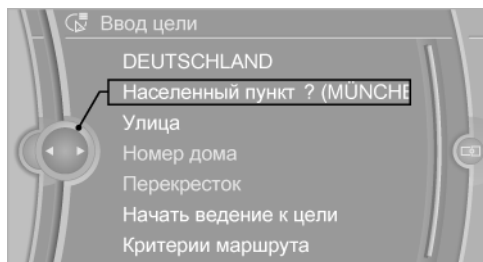 Ввод цели
DEUTSCHLAND
Населенный пункт ? (MÜNCHE
Улица
Номер дома
Перекресток
Начать ведение к цели
Критерии маршрута